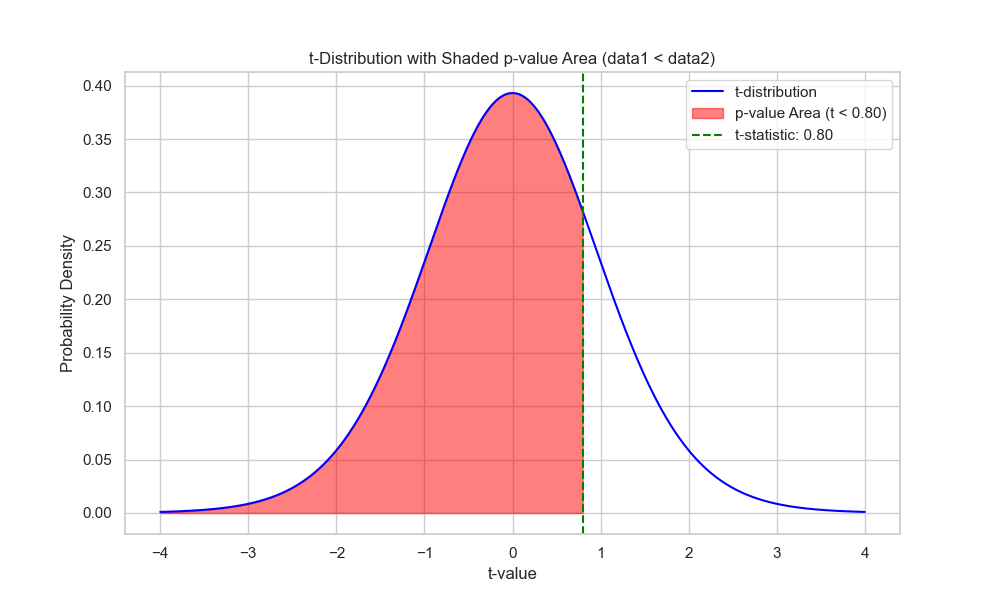 t-Distribution with Shaded p-value Area (data1 < data2)
t-distribution
p-value Area (t < 0.80)
t-statistic: 0.80
Probability Density
0.40
0.35
0.30
0.25
0.20
0.15
0.10
0.05
0.00
−4 −3 −2 −1 0 1 2 3 4
t-value